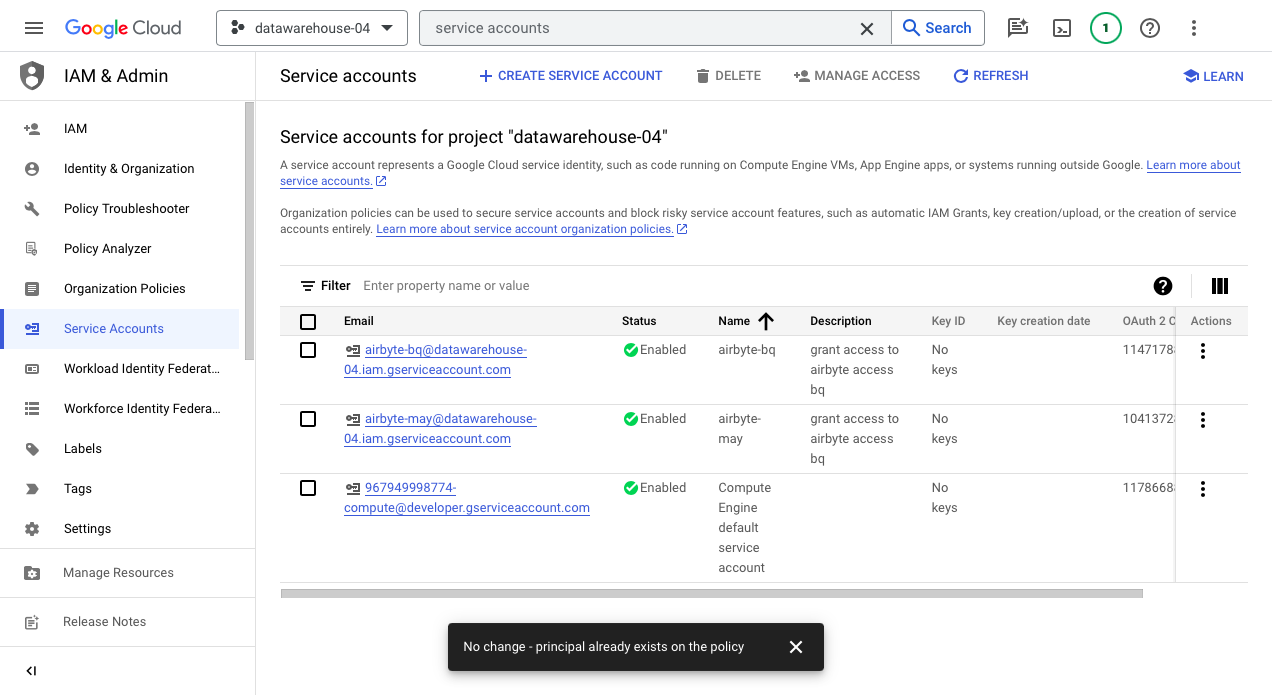 Google Cloud
datawarehouse-04
service accounts
Search
1
IAM & Admin
Service accounts
CREATE SERVICE ACCOUNT
DELETE
MANAGE ACCESS
REFRESH
LEARN
IAM
Identity & Organization
Policy Troubleshooter
Policy Analyzer
Organization Policies
Service Accounts
Workload Identity Federat...
Workforce Identity Federa...
Labels
Tags
Settings
Manage Resources
Release Notes
Service accounts for project "datawarehouse-04"
A service account represents a Google Cloud service identity, such as code running on Compute Engine VMs, App Engine apps, or systems running outside Google. Learn more about
service accounts.
Organization policies can be used to secure service accounts and block risky service account features, such as automatic IAM Grants, key creation/upload, or the creation of service
accounts entirely. Learn more about service account organization policies.
Filter Enter property name or value
Email Status Name Description Key ID Key creation date OAuth 2 C Actions
airbyte-bq@datawarehouse- Enabled airbyte-bq grant access to No 1147178
04.iam.gserviceaccount.com airbyte access keys
bq
airbyte-may@datawarehouse- Enabled airbyte- grant access to No 1041372
04.iam.gserviceaccount.com may airbyte access keys
bq
967949998774- Enabled Compute No 1178668
compute@developer.gserviceaccount.com Engine keys
default
service
account
No change - principal already exists on the policy